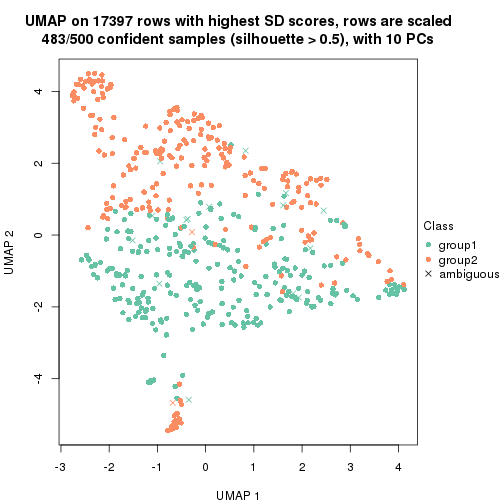 UMAP on 17397 rows with highest SD scores, rows are scaled
483/500 confident samples (silhouette > 0.5), with 10 PCs
4
2
0
-2
-4
UMAP 2
-3
-2
-1
0
1
2
3
4
UMAP 1
Class
group1
group2
ambiguous